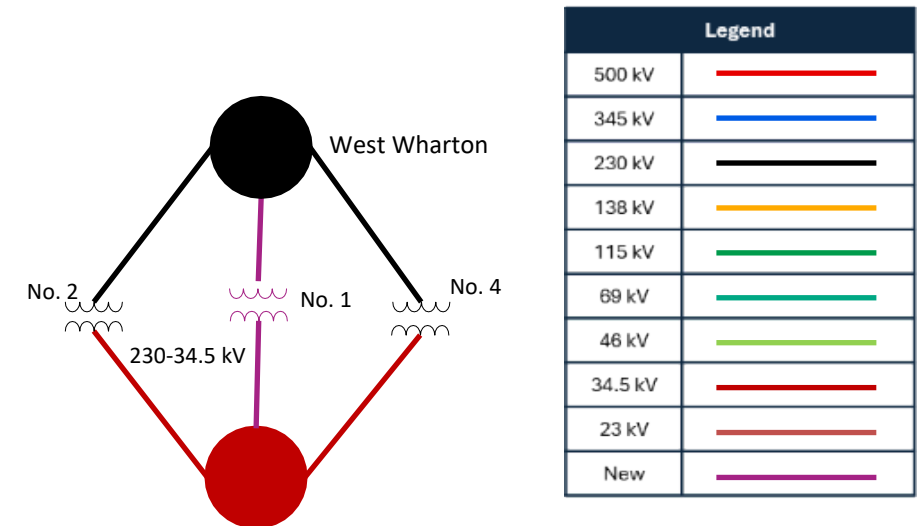 West Wharton
No. 2
No. 1
No. 4
230-34.5 kV
Legend
500 kV
345 kV
230 kV
138 kV
115 kV
69 kV
46 kV
34.5 kV
23 kV
New